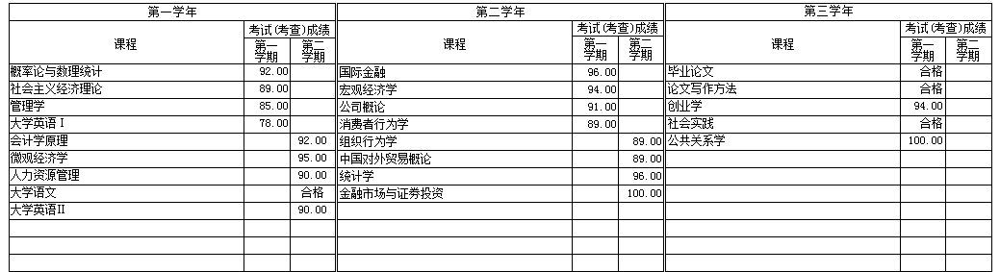 第一学年 第二学年 第三学年
课程 考试(考查)成绩 课程 考试(考查)成绩 课程 考试(考查)成绩
第一学期 第二学期 第一学期 第二学期 第一学期 第二学期
概率论与数理统计 92.00 国际金融 96.00 毕业论文 合格
社会主义经济理论 89.00 宏观经济学 94.00 论文写作方法 合格
管理学 85.00 公司概论 91.00 创业学 94.00
大学英语Ⅰ 78.00 消费者行为学 89.00 社会实践 合格
会计学原理 92.00 组织行为学 89.00 公共关系学 100.00
微观经济学 95.00 中国对外贸易概论 89.00
人力资源管理 90.00 统计学 96.00
大学语文 合格 金融市场与证券投资 100.00
大学英语Ⅱ 90.00